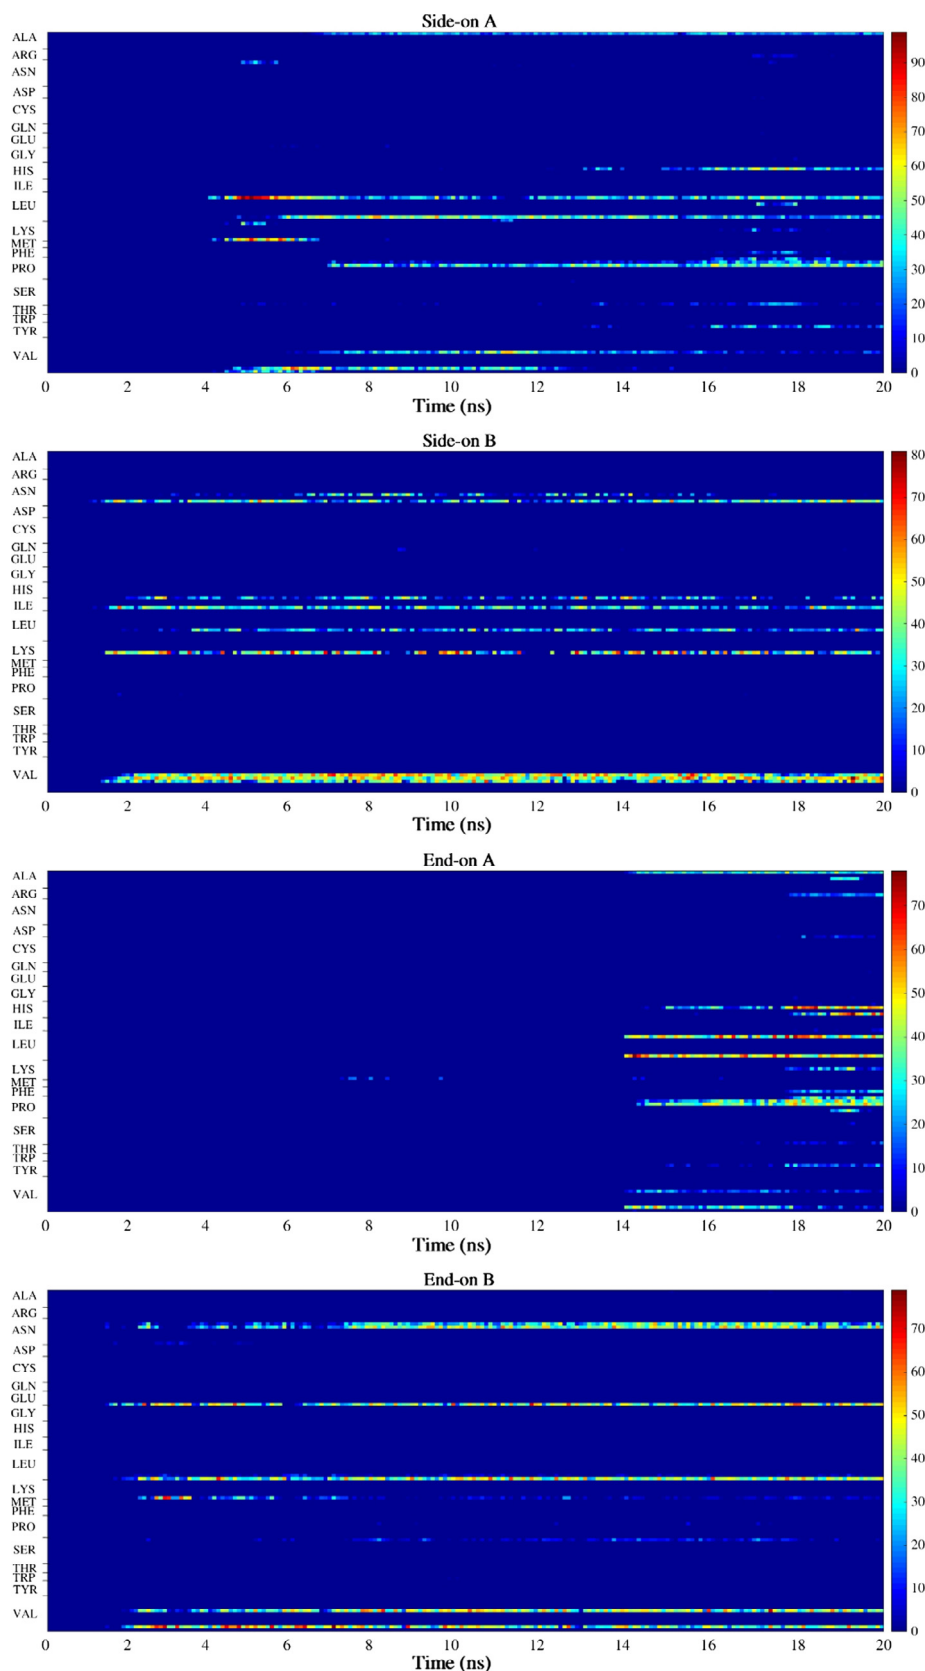 Side-on A
ALA
ARG
ASN
ASP
CYS
GLN
GLU
GLY
HIS
ILE
LEU
LYS
MET
PHE
PRO
SER
THR
TRP
TYR
VAL
0 2 4 6 8 10 12 14 16 18 20
Time (ns)
90
80
70
60
50
40
30
20
10
0
Side-on B
ALA
ARG
ASN
ASP
CYS
GLN
GLU
GLY
HIS
ILE
LEU
LYS
MET
PHE
PRO
SER
THR
TRP
TYR
VAL
0 2 4 6 8 10 12 14 16 18 20
Time (ns)
80
70
60
50
40
30
20
10
0
End-on A
ALA
ARG
ASN
ASP
CYS
GLN
GLU
GLY
HIS
ILE
LEU
LYS
MET
PHE
PRO
SER
THR
TRP
TYR
VAL
0 2 4 6 8 10 12 14 16 18 20
Time (ns)
70
60
50
40
30
20
10
0
End-on B
ALA
ARG
ASN
ASP
CYS
GLN
GLU
GLY
HIS
ILE
LEU
LYS
MET
PHE
PRO
SER
THR
TRP
TYR
VAL
0 2 4 6 8 10 12 14 16 18 20
Time (ns)
70
60
50
40
30
20
10
0